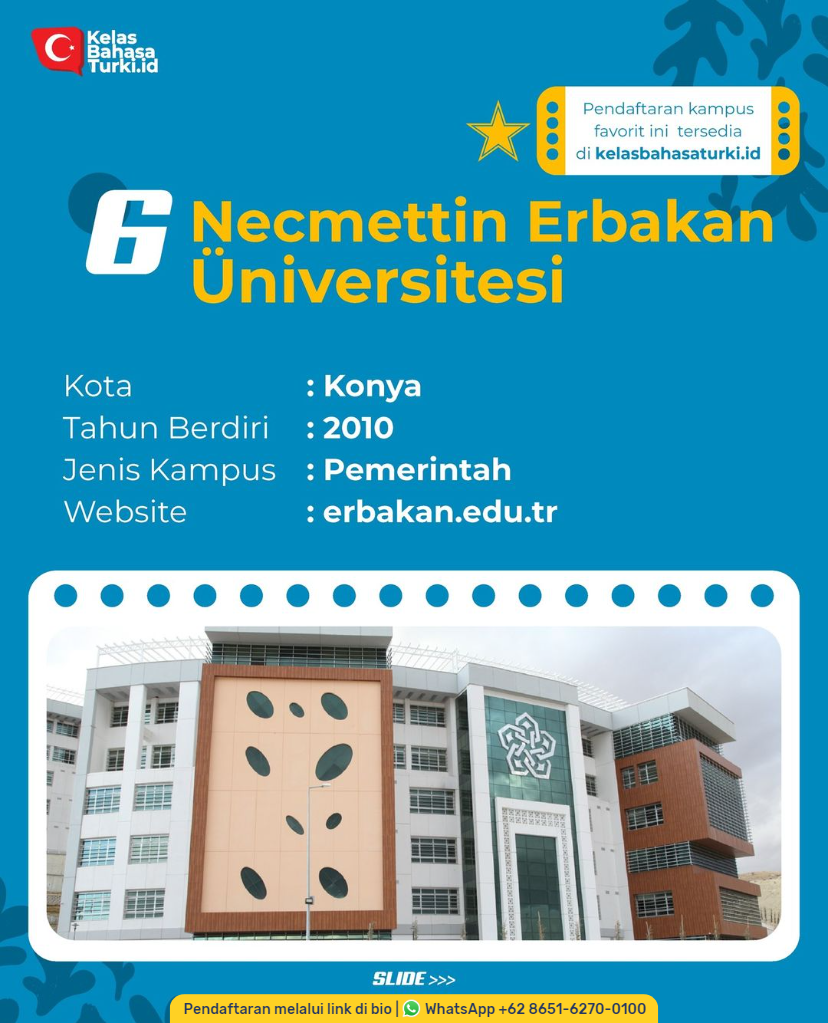 Kelas
Bahasa
Turki.id
Pendaftaran kampus
favorit ini tersedia
di kelasbahasaturki.id
6 Necmettin Erbakan
Üniversitesi
Kota : Konya
Tahun Berdiri : 2010
Jenis Kampus : Pemerintah
Website : erbakan.edu.tr
SLIDE >>>
Pendaftaran melalui link di bio | WhatsApp +62 8651-6270-0100